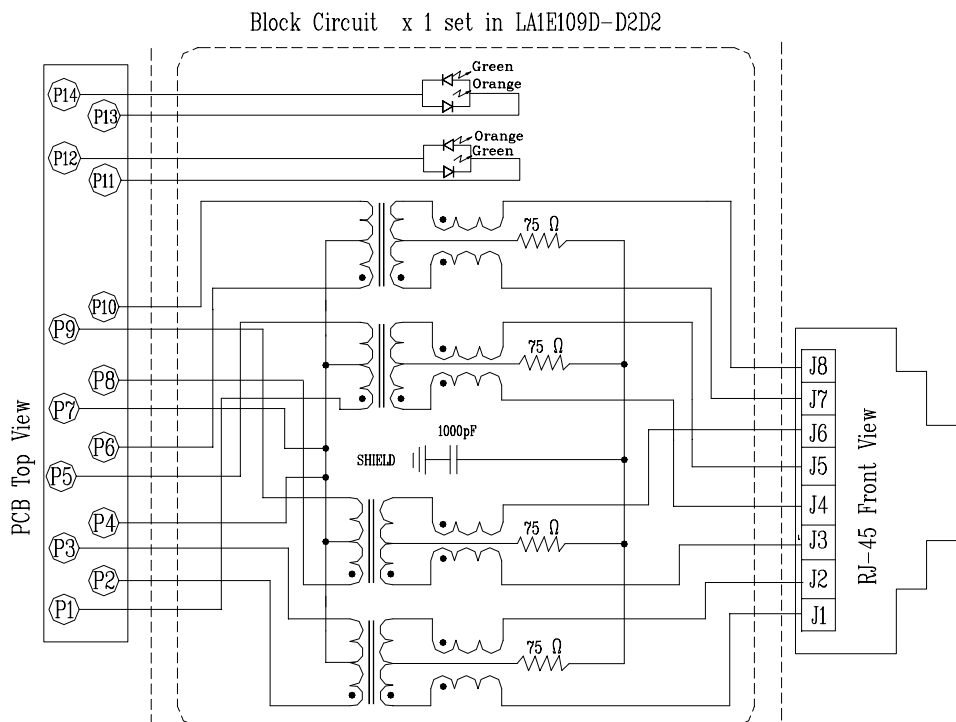 Block Circuit x 1 set in LA1E109D-D2D2
Green
P14
Orange
P13
Orange
P12
Green
P11
75 Ω
P10
P9
75 Ω
P8
J8
P7
J7
1000pF
J6
P6
SHIELD
J5
P5
J4
P4
75 Ω
P3
J3
P2
J2
P1
J1
75 Ω
PCB Top View
RJ-45 Front View